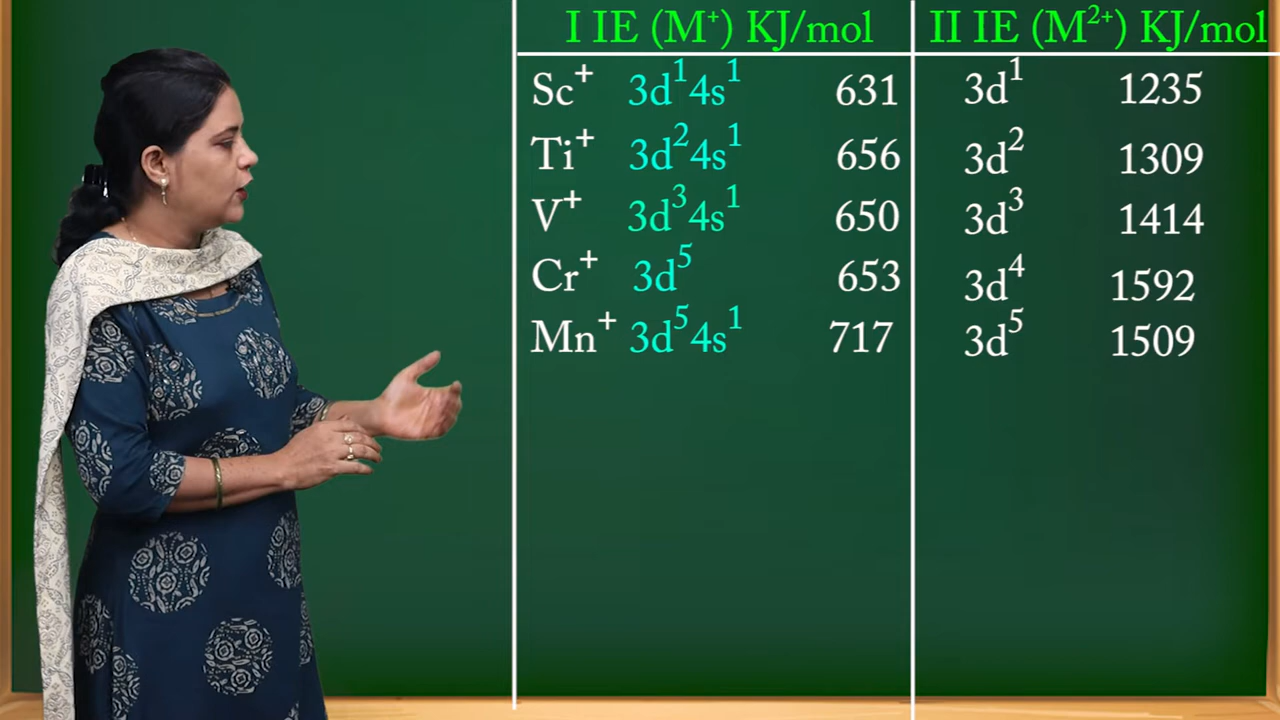 I IE (M⁺) KJ/mol II IE (M²⁺) KJ/mol
Sc⁺ 3d¹4s¹ 631 3d¹ 1235
Ti⁺ 3d²4s¹ 656 3d² 1309
V⁺ 3d³4s¹ 650 3d³ 1414
Cr⁺ 3d⁵ 653 3d⁴ 1592
Mn⁺ 3d⁵4s¹ 717 3d⁵ 1509